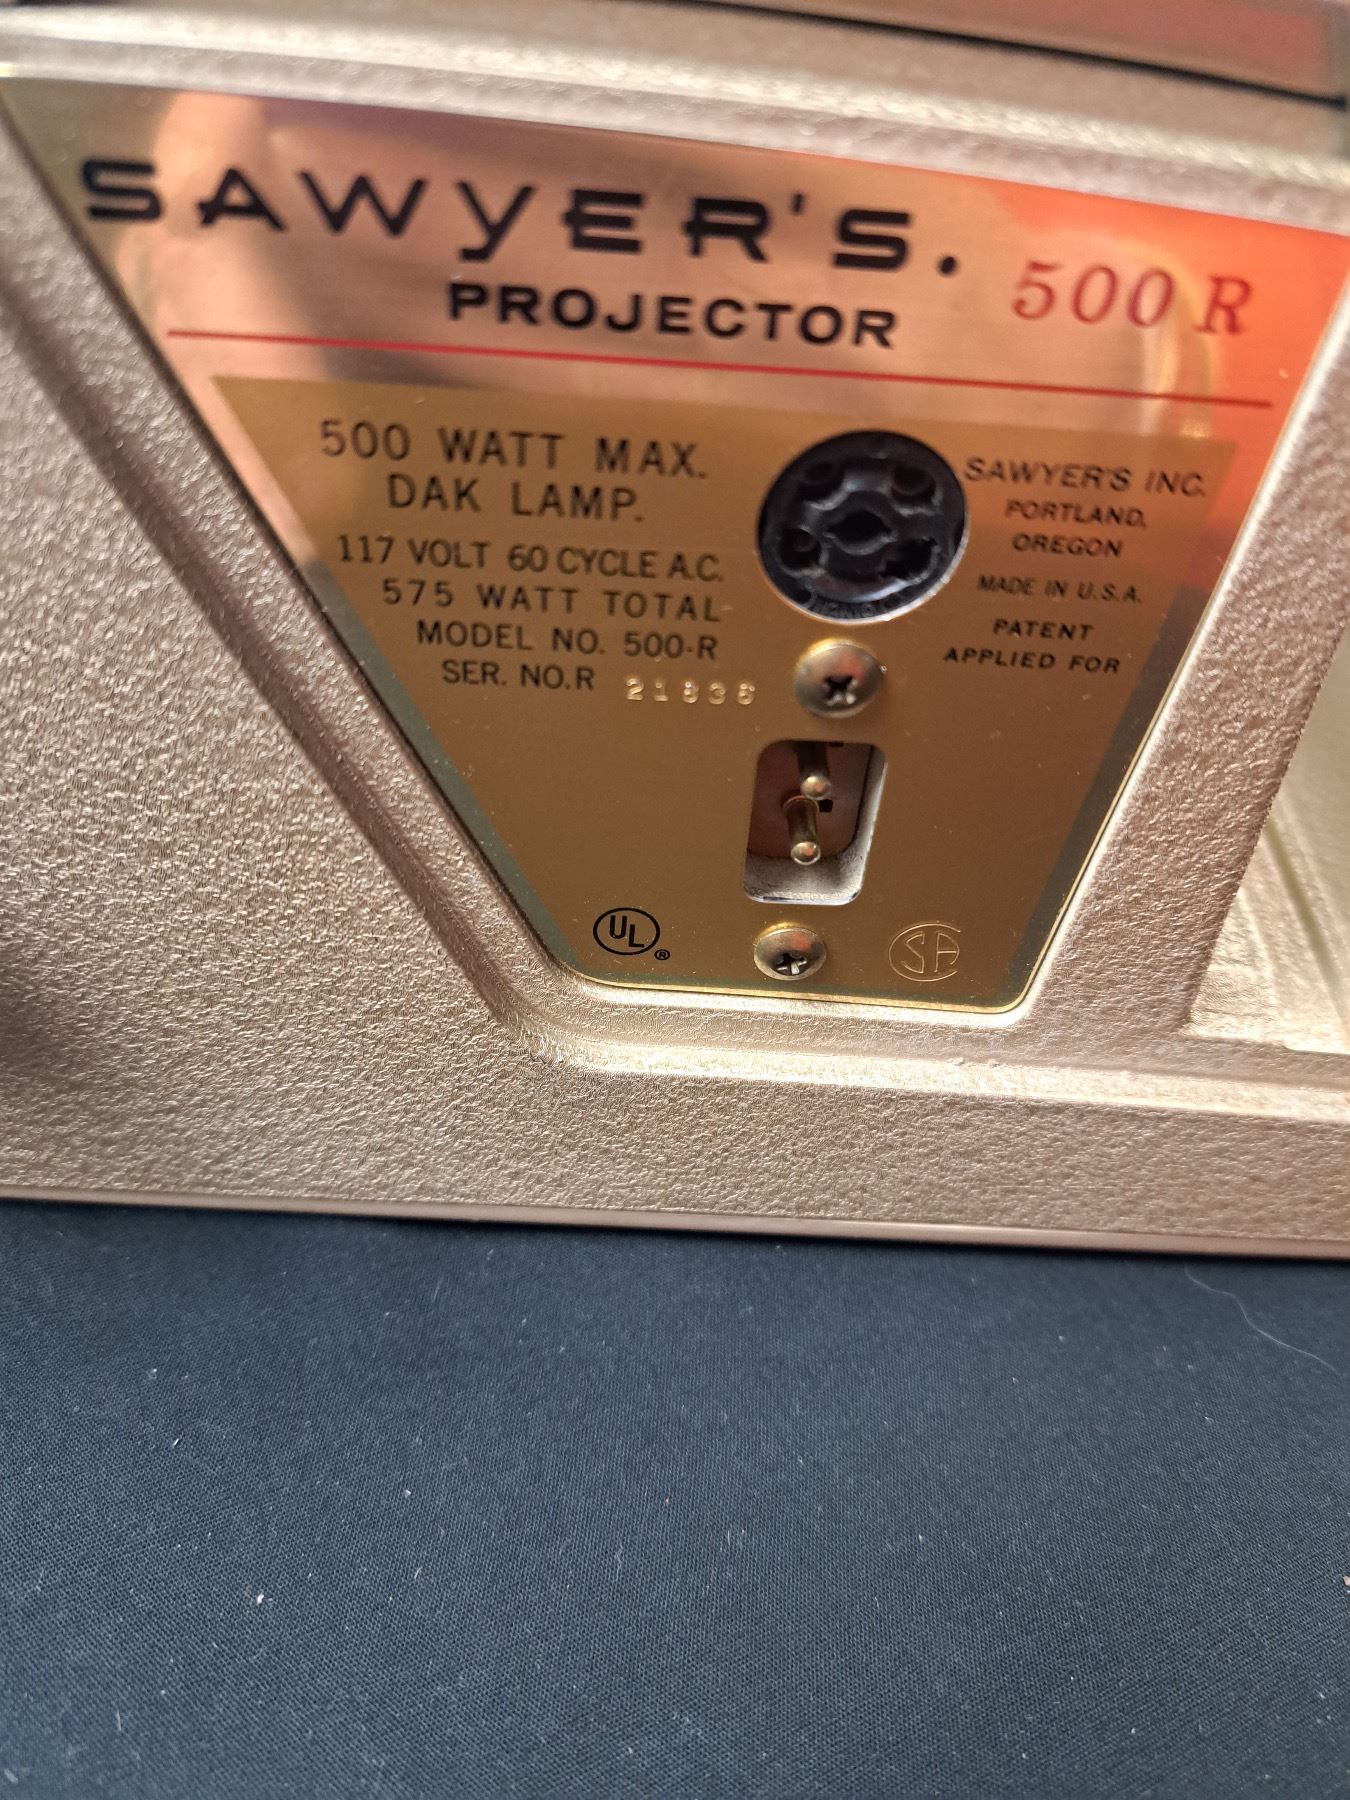 SAWYER'S.
PROJECTOR
500 R
500 WATT MAX.
DAK LAMP.
117 VOLT 60 CYCLE A.C.
575 WATT TOTAL
MODEL NO. 500-R
SER. NO. R
SAWYER'S INC.
PORTLAND,
OREGON
MADE IN U.S.A.
PATENT
APPLIED FOR
UL ®
SA